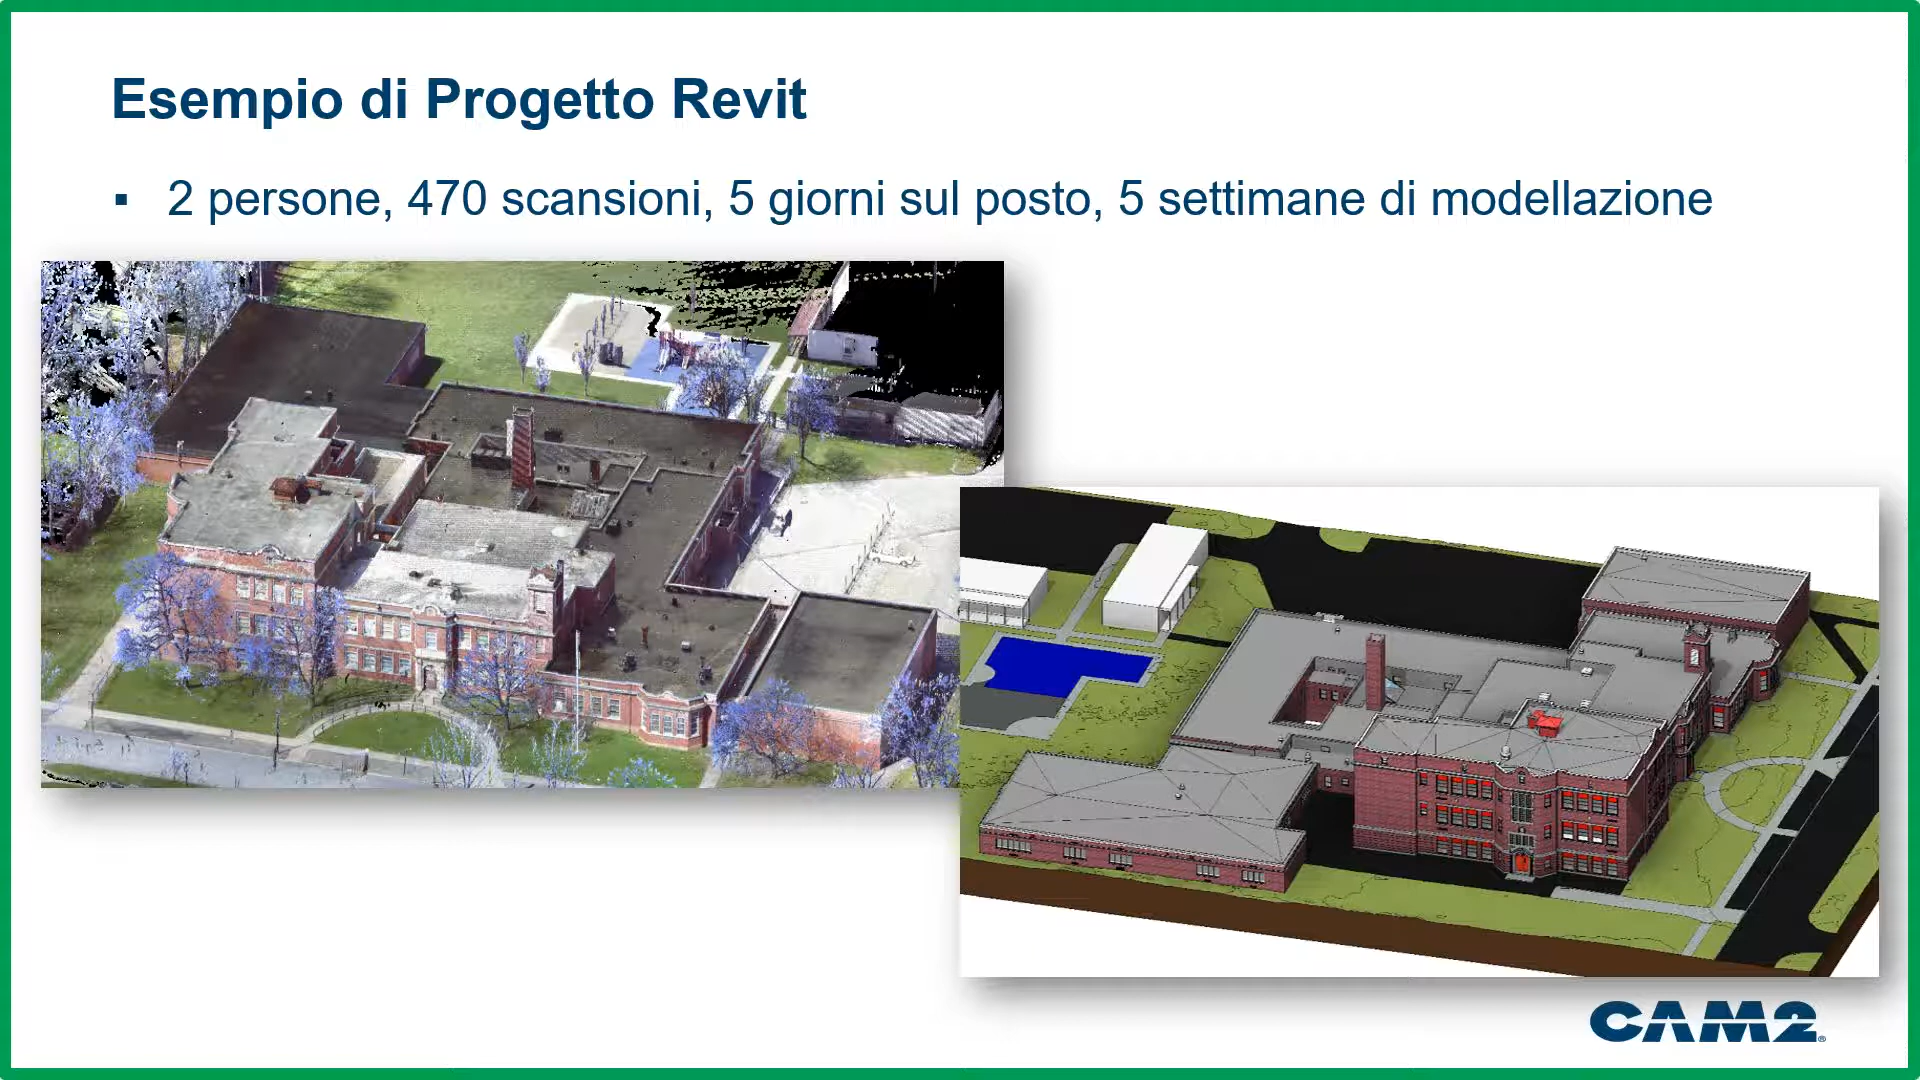 Esempio di Progetto Revit
▪ 2 persone, 470 scansioni, 5 giorni sul posto, 5 settimane di modellazione
CAM2®